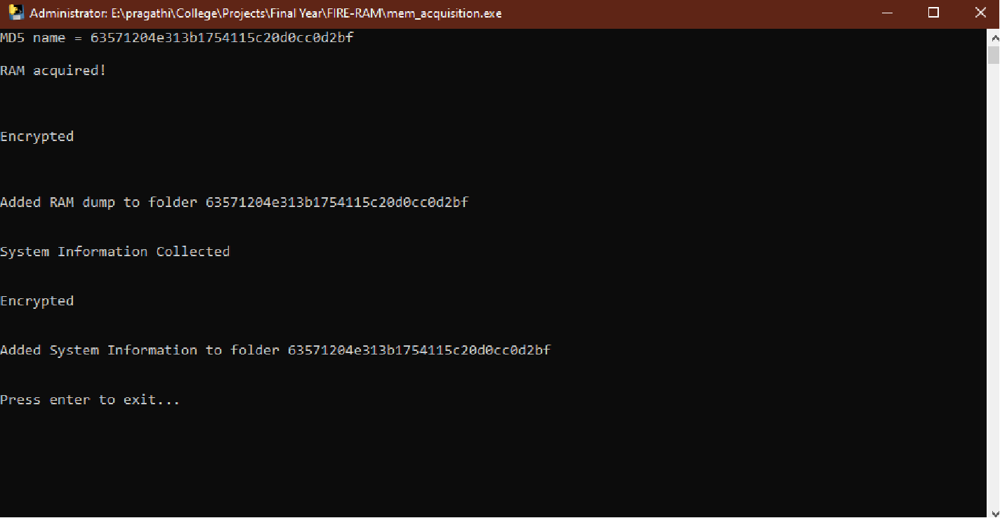 Administrator: E:\pragathi\College\Projects\Final Year\FIRE-RAM\mem_acquisition.exe
MD5 name = 63571204e313b1754115c20d0cc0d2bf
RAM acquired!
Encrypted
Added RAM dump to folder 63571204e313b1754115c20d0cc0d2bf
System Information Collected
Encrypted
Added System Information to folder 63571204e313b1754115c20d0cc0d2bf
Press enter to exit...